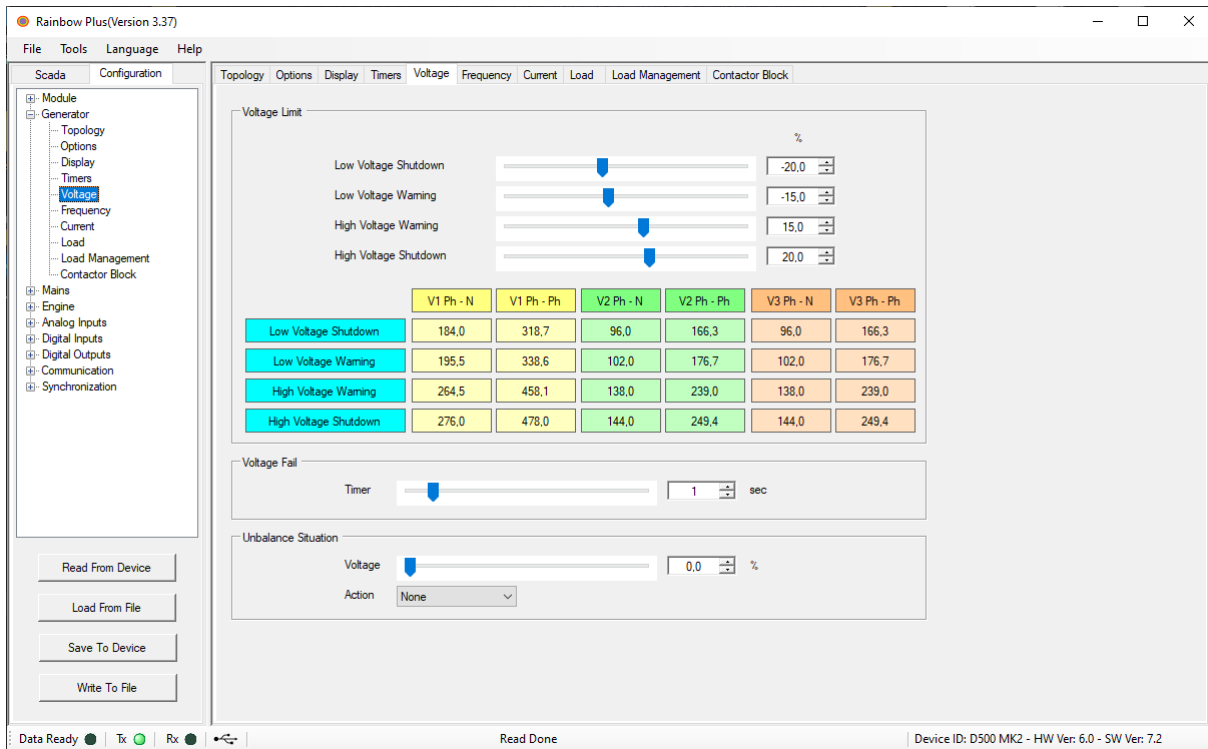 Rainbow Plus(Version 3.37)
File Tools Language Help
Scada Configuration
Module
Generator
Topology
Options
Display
Timers
Voltage
Frequency
Current
Load
Load Management
Contactor Block
Mains
Engine
Analog Inputs
Digital Inputs
Digital Outputs
Communication
Synchronization
Read From Device
Load From File
Save To Device
Write To File
Topology Options Display Timers Voltage Frequency Current Load Load Management Contactor Block
Voltage Limit
%
Low Voltage Shutdown -20,0
Low Voltage Warning -15,0
High Voltage Warning 15,0
High Voltage Shutdown 20,0
V1 Ph - N V1 Ph - Ph V2 Ph - N V2 Ph - Ph V3 Ph - N V3 Ph - Ph
Low Voltage Shutdown 184,0 318,7 96,0 166,3 96,0 166,3
Low Voltage Warning 195,5 338,6 102,0 176,7 102,0 176,7
High Voltage Warning 264,5 458,1 138,0 239,0 138,0 239,0
High Voltage Shutdown 276,0 478,0 144,0 249,4 144,0 249,4
Voltage Fail
Timer 1 sec
Unbalance Situation
Voltage 0,0 %
Action None
Data Ready Tx Rx Read Done Device ID: D500 MK2 - HW Ver: 6.0 - SW Ver: 7.2